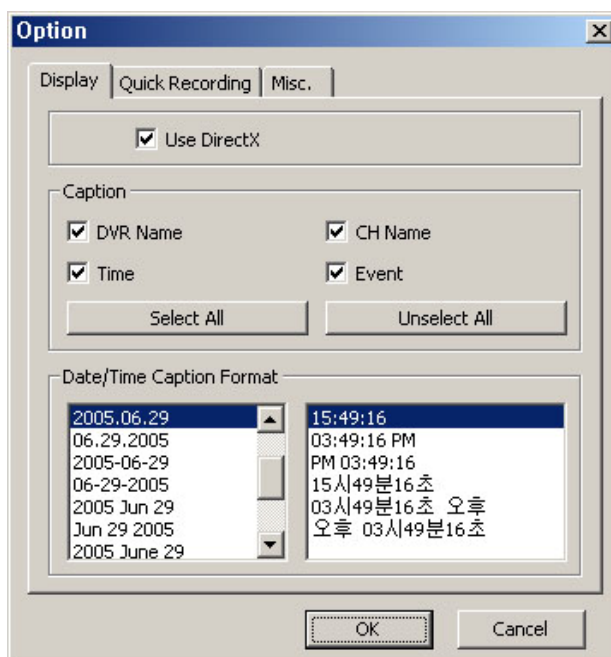 Option
Display
Quick Recording
Misc.
Use DirectX
Caption
DVR Name
CH Name
Time
Event
Select All
Unselect All
Date/Time Caption Format
2005.06.29
06.29.2005
2005-06-29
06-29-2005
2005 Jun 29
Jun 29 2005
2005 June 29
15:49:16
03:49:16 PM
PM 03:49:16
15시49분16초
03시49분16초 오후
오후 03시49분16초
OK
Cancel